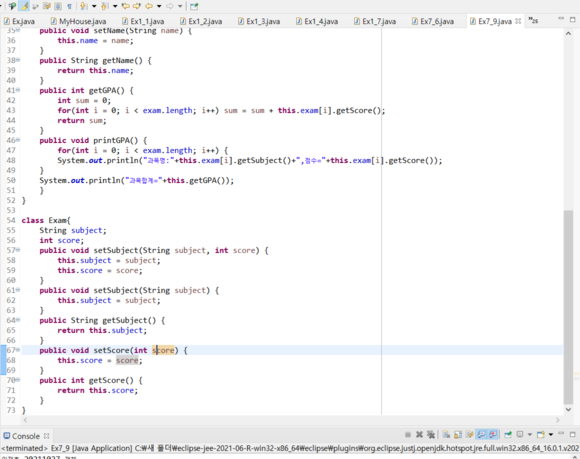 Ex.java MyHouse.java Ex1_1.java Ex1_2.java Ex1_3.java Ex1_4.java Ex1_7.java Ex7_6.java Ex7_9.java
35 public void setName(String name) {
36 this.name = name;
37 }
38 public String getName() {
39 return this.name;
40 }
41 public int getGPA() {
42 int sum = 0;
43 for(int i = 0; i < exam.length; i++) sum = sum + this.exam[i].getScore();
44 return sum;
45 }
46 public void printGPA() {
47 for(int i = 0; i < exam.length; i++) {
48 System.out.println("과목명:"+this.exam[i].getSubject()+",점수="+this.exam[i].getScore());
49 }
50 System.out.println("과목합계="+this.getGPA());
51 }
52 }
53
54 class Exam{
55 String subject;
56 int score;
57 public void setSubject(String subject, int score) {
58 this.subject = subject;
59 this.score = score;
60 }
61 public void setSubject(String subject) {
62 this.subject = subject;
63 }
64 public String getSubject() {
65 return this.subject;
66 }
67 public void setScore(int score) {
68 this.score = score;
69 }
70 public int getScore() {
71 return this.score;
72 }
73 }
Console
<terminated> Ex7_9 [Java Application] C:₩새 폴더₩eclipse-jee-2021-06-R-win32-x86_64₩eclipse₩plugins₩org.eclipse.justj.openjdk.hotspot.jre.full.win32.x86_64_16.0.1.v202